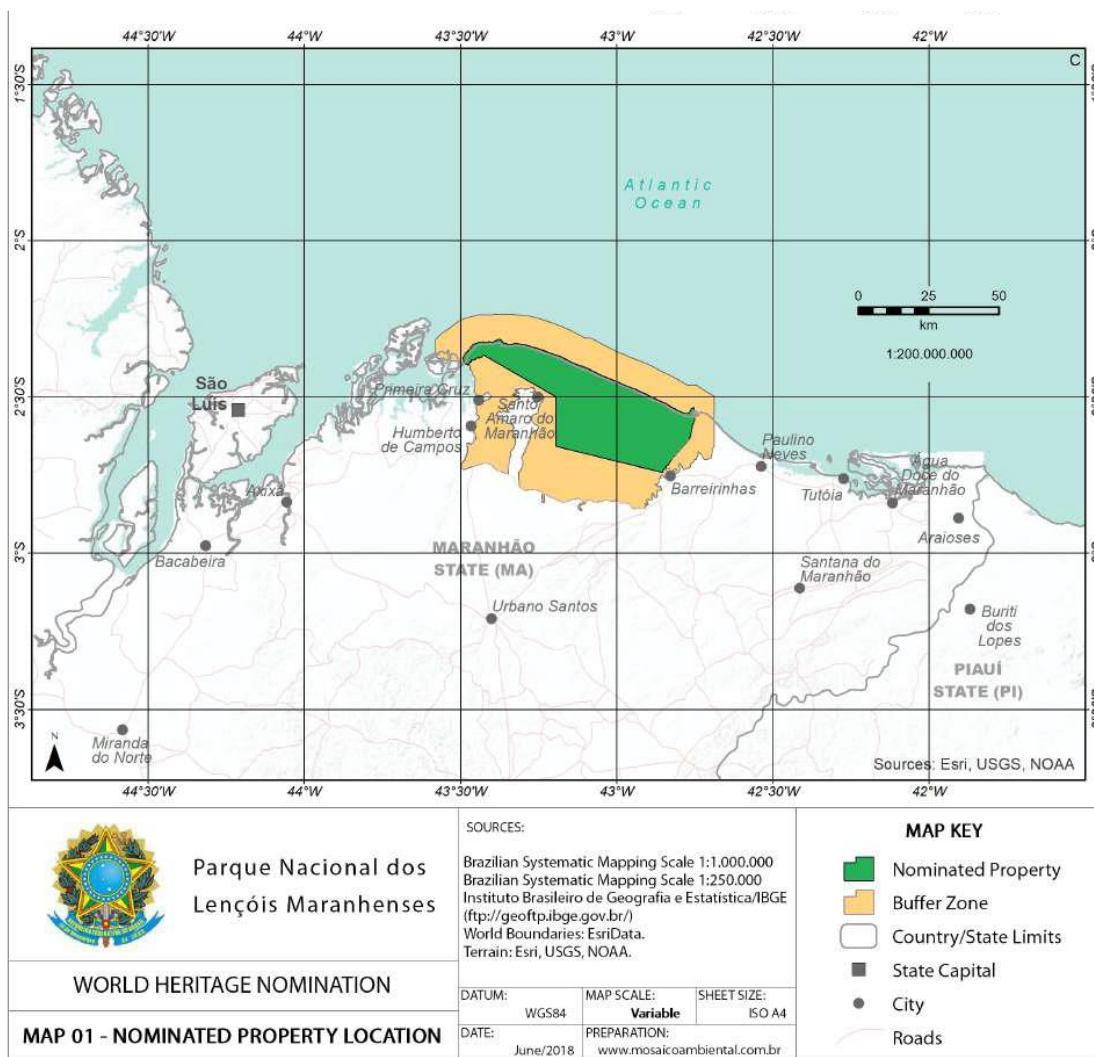 44°30'W 44°W 43°30'W 43°W 42°30'W 42°W
C
1°30'S
Atlantic
Ocean
2°S
0 25 50
km
1:200.000.000
São
Luís
Primeira Cruz
2°30'S
Santo
Amaro do
Maranhão
Humberto
de Campos
Paulino
Neves
Água
Doce do
Maranhão
Axixá
Barreirinhas
Tutóia
Araioses
Bacabeira
3°S
MARANHÃO
STATE (MA)
Santana do
Maranhão
Urbano Santos
Buriti
dos
Lopes
PIAUÍ
STATE (PI)
3°30'S
Miranda
do Norte
N
Sources: Esri, USGS, NOAA
44°30'W 44°W 43°30'W 43°W 42°30'W 42°W
Parque Nacional dos
Lençóis Maranhenses
WORLD HERITAGE NOMINATION
MAP 01 - NOMINATED PROPERTY LOCATION
SOURCES:
Brazilian Systematic Mapping Scale 1:1.000.000
Brazilian Systematic Mapping Scale 1:250.000
Instituto Brasileiro de Geografia e Estatística/IBGE
(ftp://geoftp.ibge.gov.br/)
World Boundaries: EsriData.
Terrain: Esri, USGS, NOAA.
DATUM:
WGS84
MAP SCALE:
Variable
SHEET SIZE:
ISO A4
DATE:
June/2018
PREPARATION:
www.mosaicoambiental.com.br
MAP KEY
Nominated Property
Buffer Zone
Country/State Limits
State Capital
City
Roads